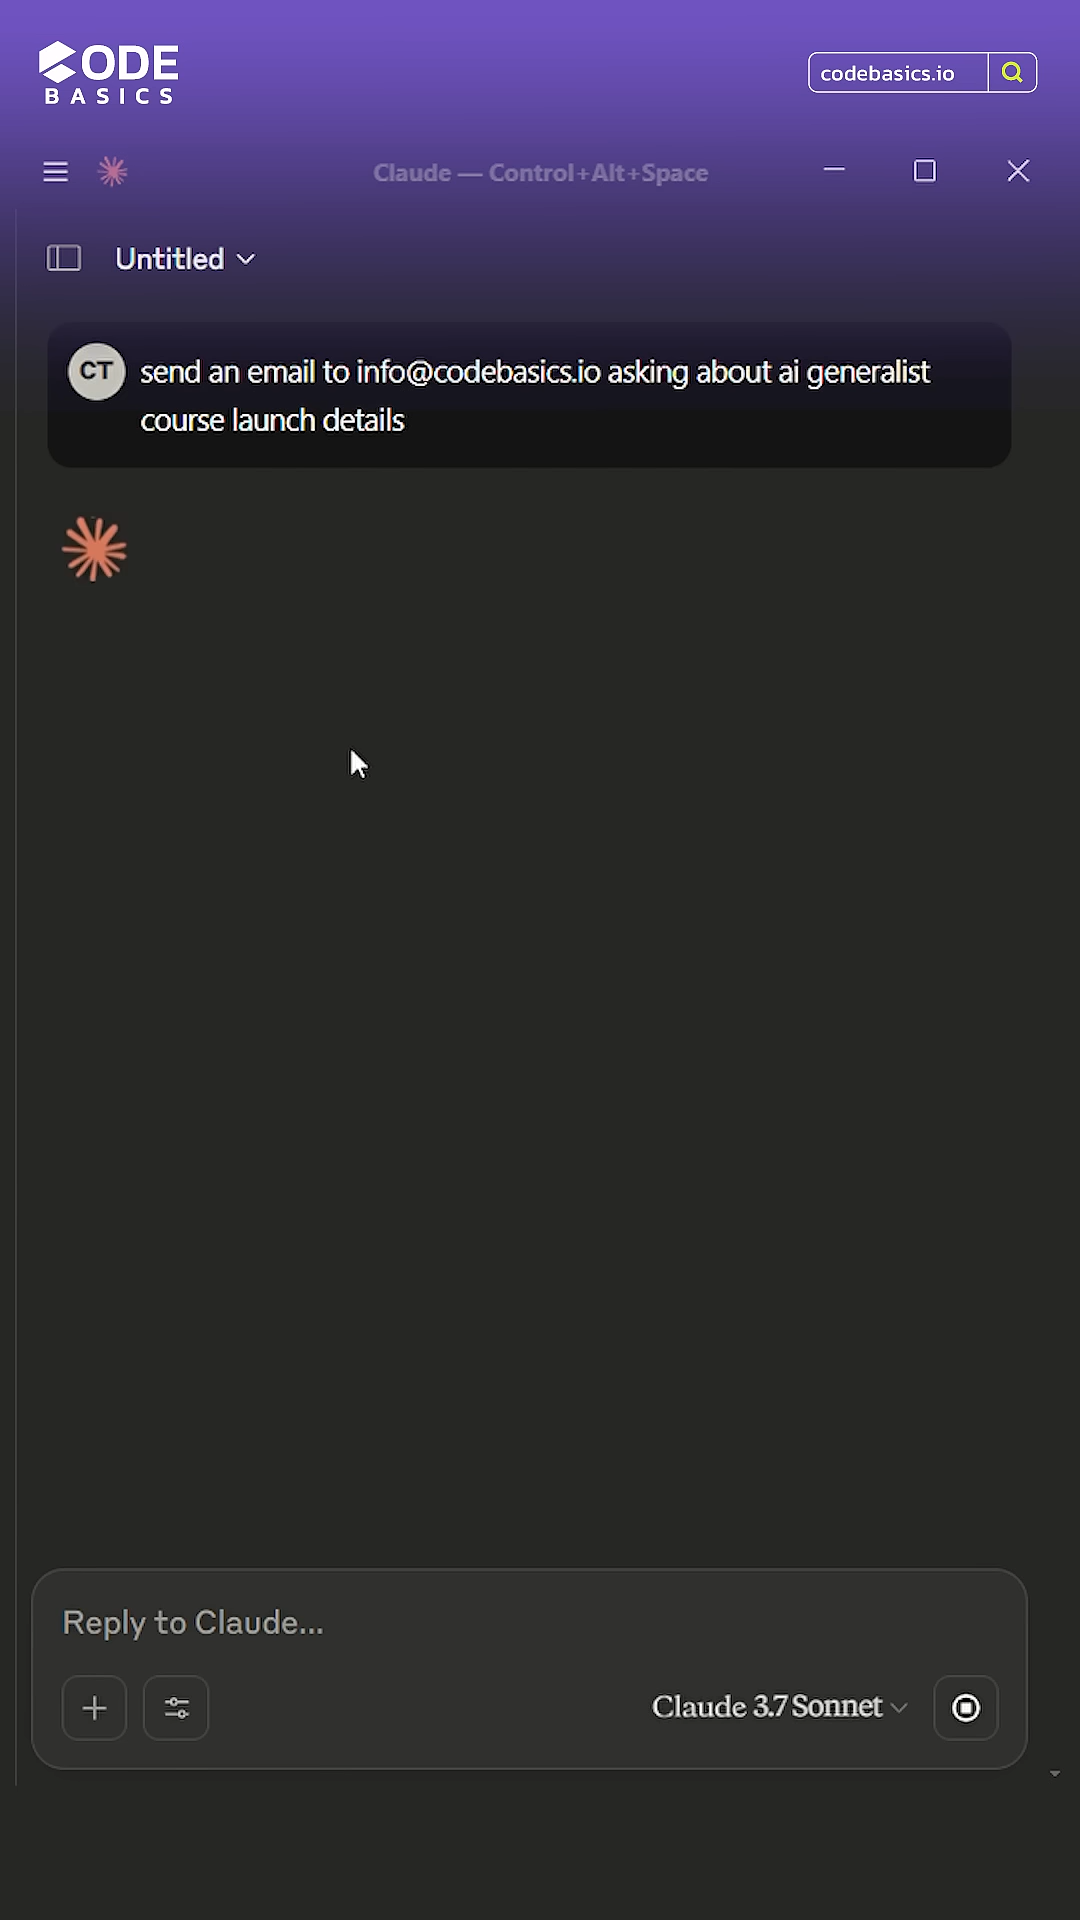 CODE
BASICS
codebasics.io
Claude — Control+Alt+Space
Untitled
CT
send an email to info@codebasics.io asking about ai generalist
course launch details
Reply to Claude...
Claude 3.7 Sonnet